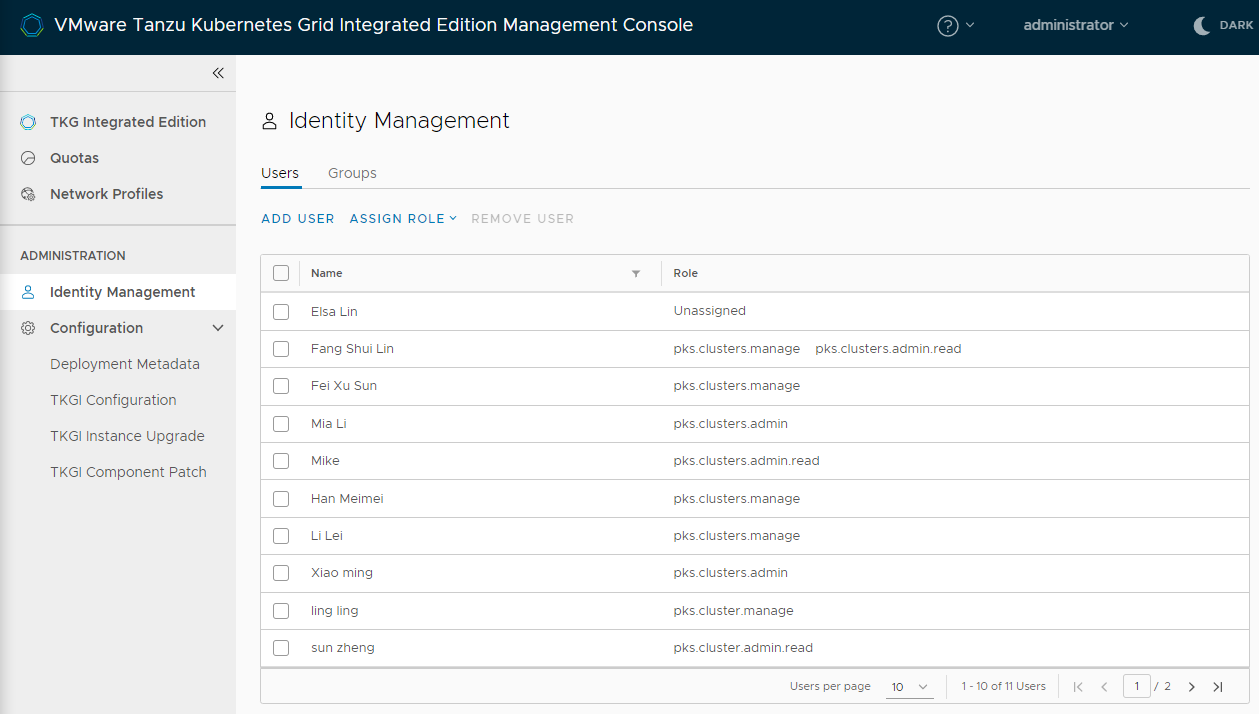 VMware Tanzu Kubernetes Grid Integrated Edition Management Console
administrator
DARK
TKG Integrated Edition
Quotas
Network Profiles
ADMINISTRATION
Identity Management
Configuration
Deployment Metadata
TKGI Configuration
TKGI Instance Upgrade
TKGI Component Patch
Identity Management
Users Groups
ADD USER ASSIGN ROLE REMOVE USER
Name Role
Elsa Lin Unassigned
Fang Shui Lin pks.clusters.manage pks.clusters.admin.read
Fei Xu Sun pks.clusters.manage
Mia Li pks.clusters.admin
Mike pks.clusters.admin.read
Han Meimei pks.clusters.manage
Li Lei pks.clusters.manage
Xiao ming pks.clusters.admin
ling ling pks.cluster.manage
sun zheng pks.cluster.admin.read
Users per page 10 1 - 10 of 11 Users 1 / 2